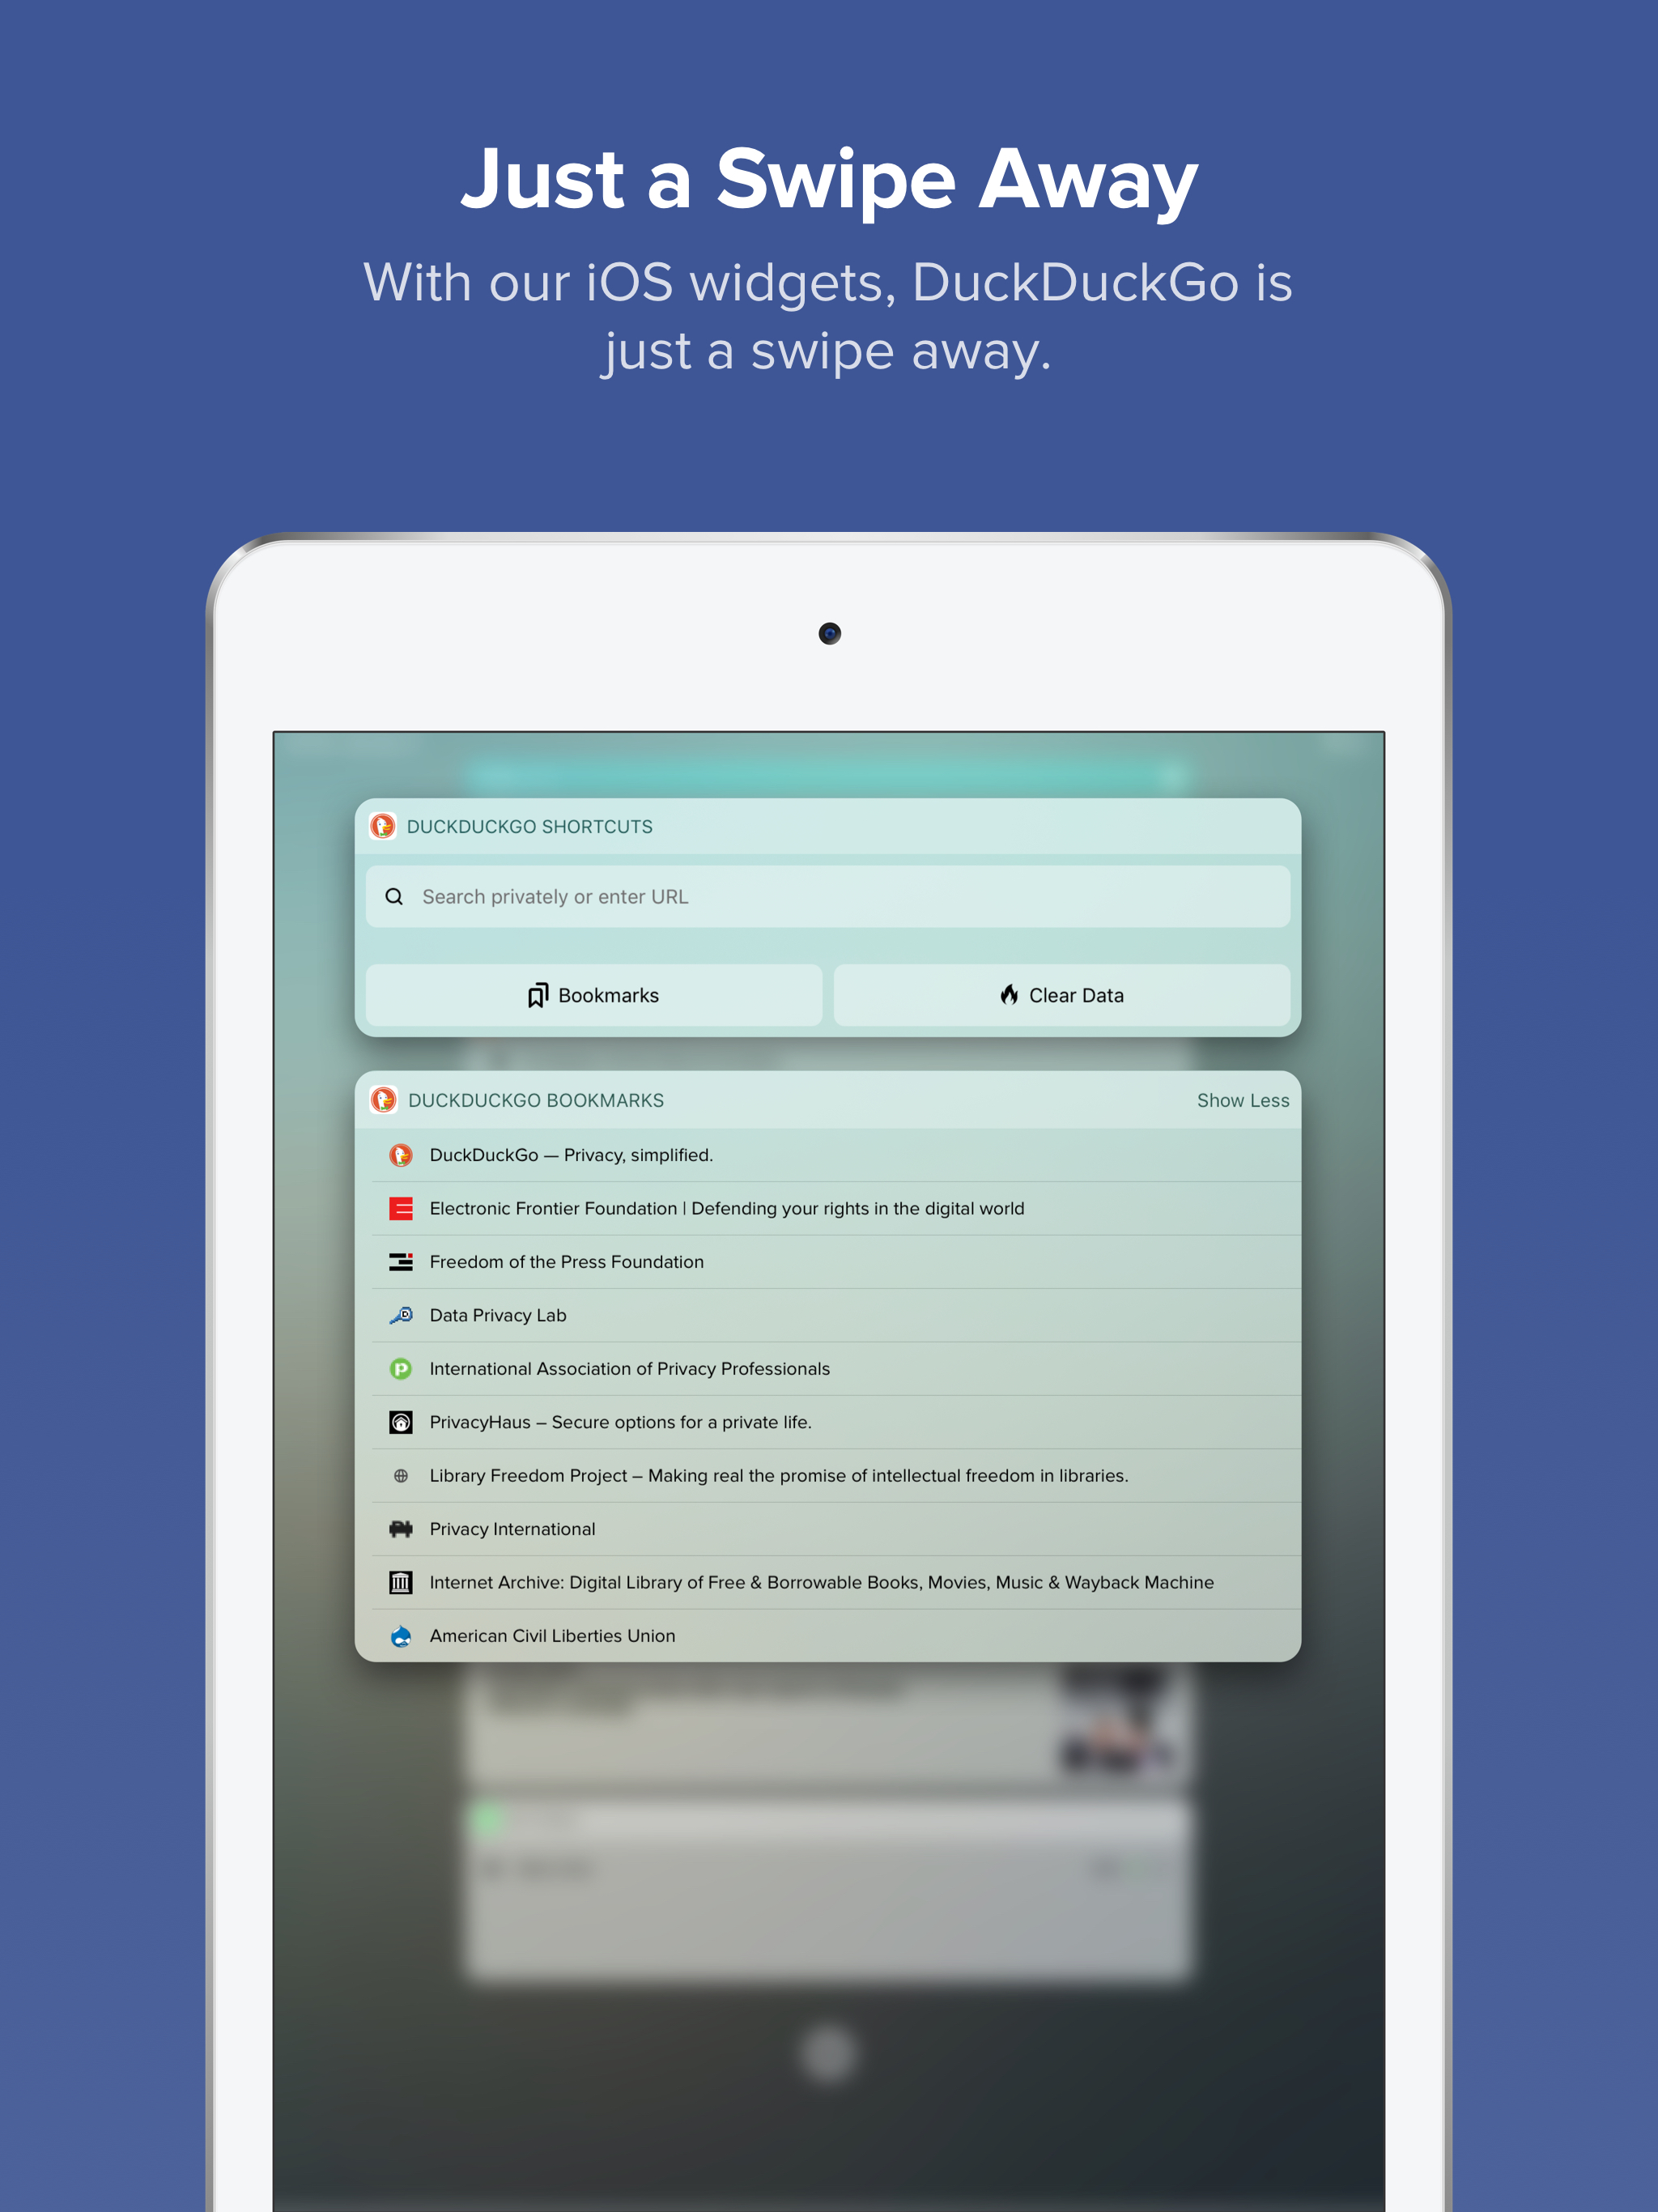 Just a Swipe Away
With our iOS widgets, DuckDuckGo is
just a swipe away.
DUCKDUCKGO SHORTCUTS
Search privately or enter URL
Bookmarks
Clear Data
DUCKDUCKGO BOOKMARKS
Show Less
DuckDuckGo — Privacy, simplified.
Electronic Frontier Foundation | Defending your rights in the digital world
Freedom of the Press Foundation
Data Privacy Lab
International Association of Privacy Professionals
PrivacyHaus – Secure options for a private life.
Library Freedom Project – Making real the promise of intellectual freedom in libraries.
Privacy International
Internet Archive: Digital Library of Free & Borrowable Books, Movies, Music & Wayback Machine
American Civil Liberties Union